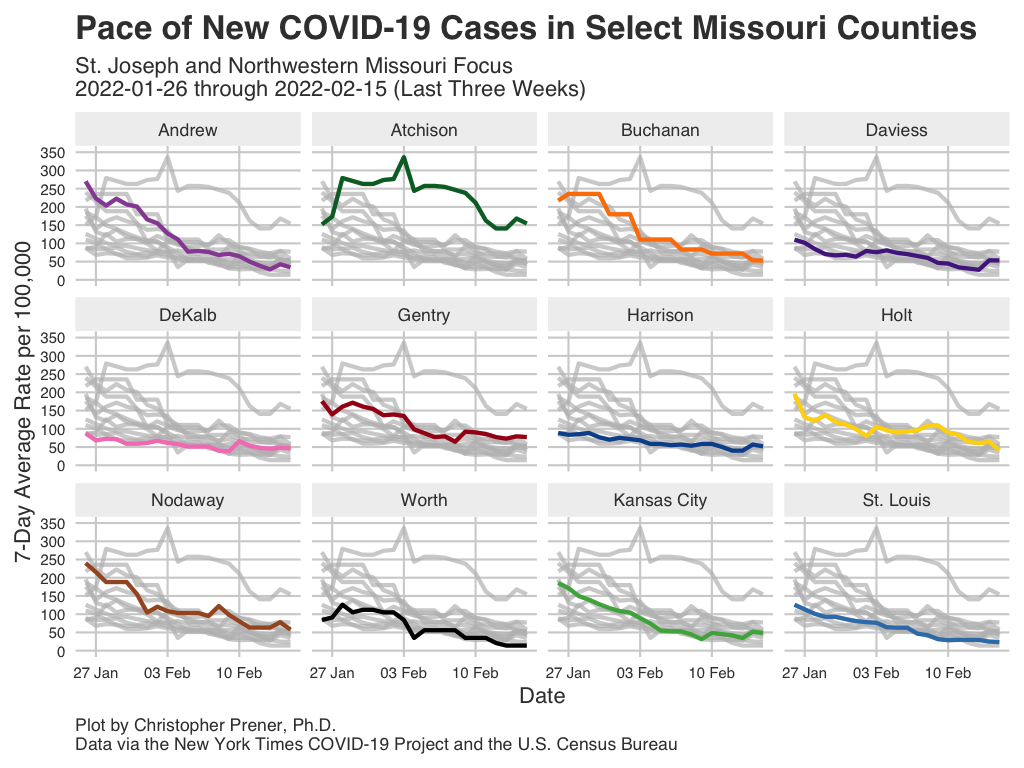 Pace of New COVID-19 Cases in Select Missouri Counties
St. Joseph and Northwestern Missouri Focus
2022-01-26 through 2022-02-15 (Last Three Weeks)
Andrew Atchison Buchanan Daviess
350
300
250
200
150
100
50
0
DeKalb Gentry Harrison Holt
350
300
250
200
150
100
50
0
Nodaway Worth Kansas City St. Louis
350
300
250
200
150
100
50
0
7-Day Average Rate per 100,000
27 Jan 03 Feb 10 Feb 27 Jan 03 Feb 10 Feb 27 Jan 03 Feb 10 Feb 27 Jan 03 Feb 10 Feb
Date
Plot by Christopher Prener, Ph.D.
Data via the New York Times COVID-19 Project and the U.S. Census Bureau